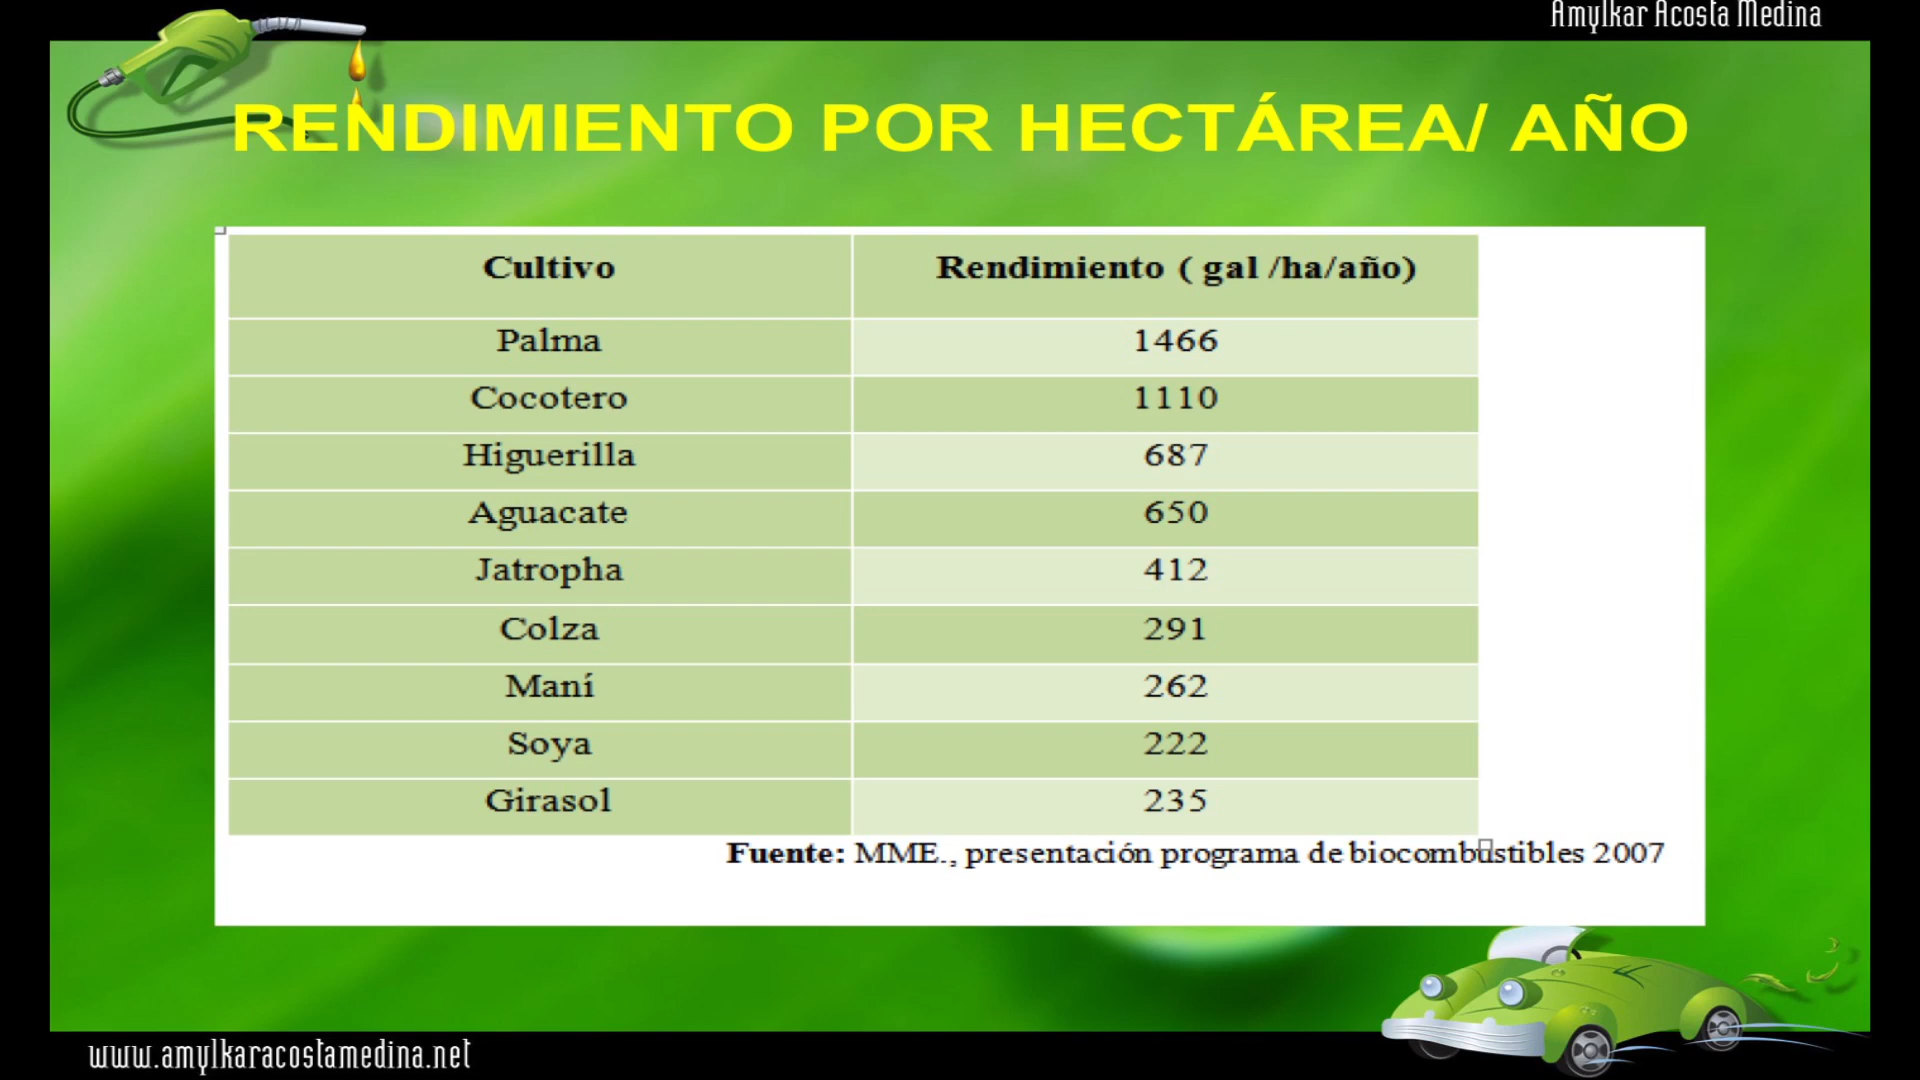 Amylkar Acosta Medina
RENDIMIENTO POR HECTÁREA/ AÑO
Cultivo Rendimiento ( gal /ha/año)
Palma 1466
Cocotero 1110
Higuerilla 687
Aguacate 650
Jatropha 412
Colza 291
Maní 262
Soya 222
Girasol 235
Fuente: MME., presentación programa de biocombustibles 2007
www.amylkaracostamedina.net